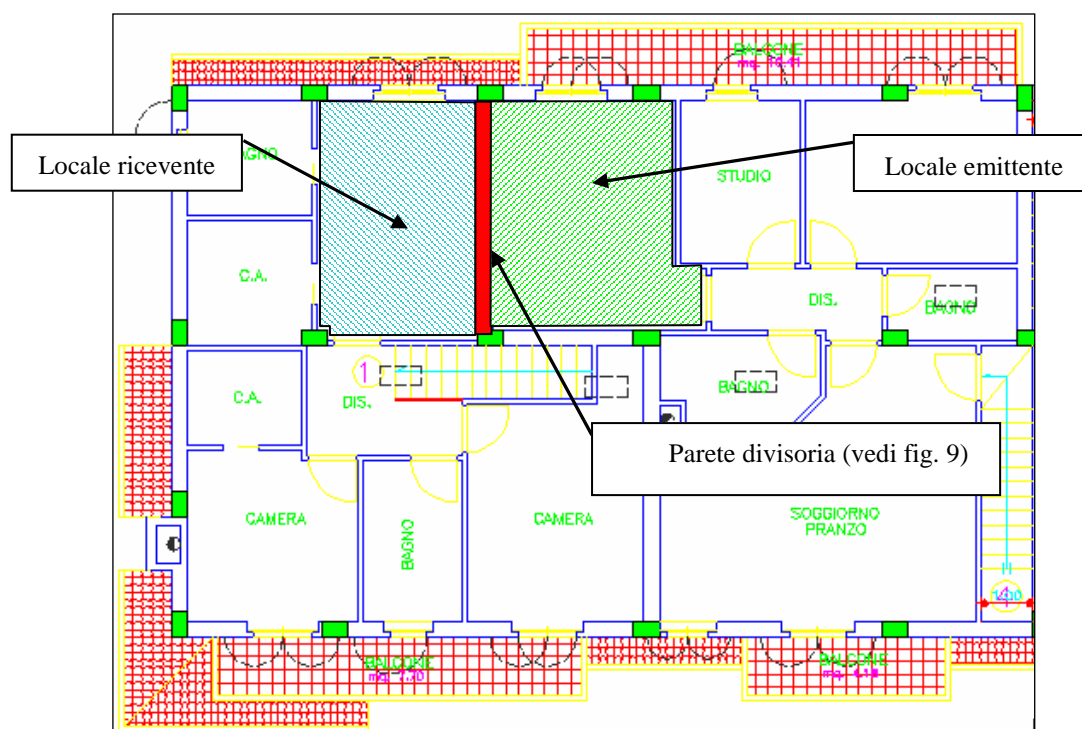 BALCONE
Locale ricevente
Locale emittente
STUDIO
C.A.
DIS.
BAGNO
1
C.A.
DIS.
BAGNO
Parete divisoria (vedi fig. 9)
CAMERA
BAGNO
CAMERA
SOGGIORNO
PRANZO
BALCONE
BALCONE